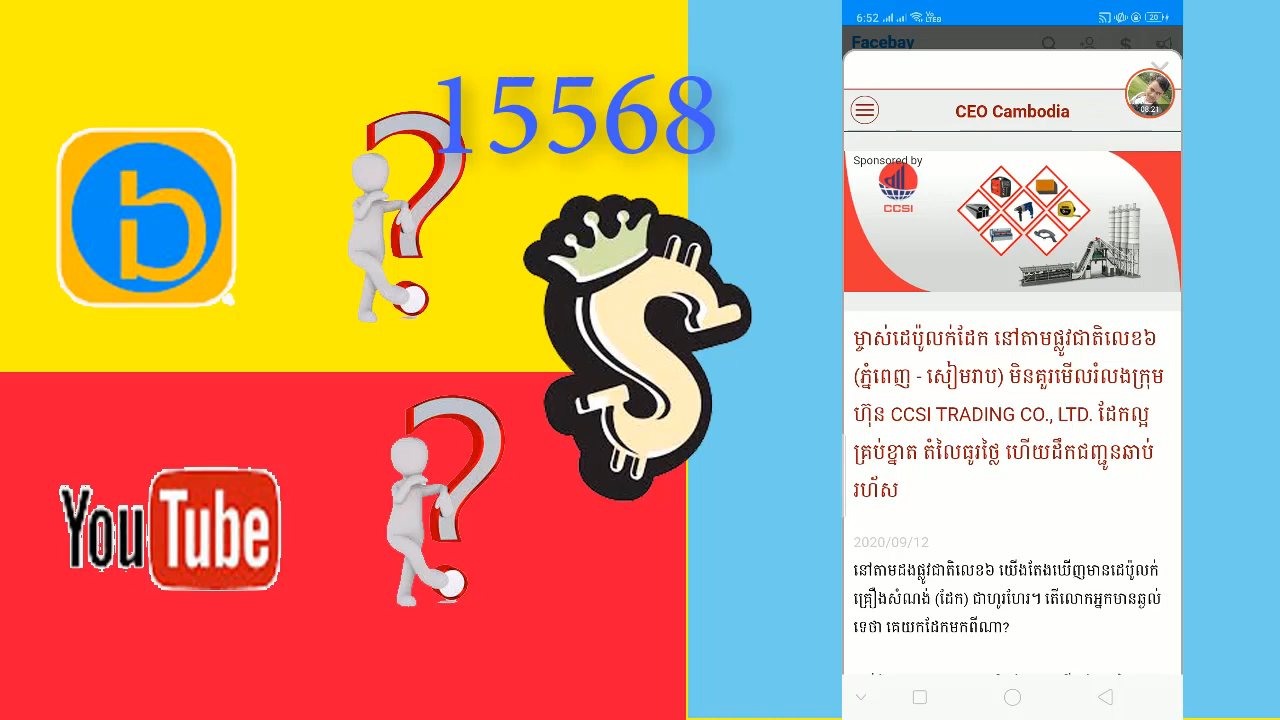 15568
b
You Tube
6:52
Vo
LTEB
20
Facebay
08:21
CEO Cambodia
Sponsored by
CCSI
ម្ចាស់ដេប៉ូលក់ដែក នៅតាមផ្លូវជាតិលេខ៦
(ភ្នំពេញ - សៀមរាប) មិនគួរមើលរំលងក្រុម
ហ៊ុន CCSI TRADING CO., LTD. ដែកល្អ
គ្រប់ខ្នាត តំលៃធូរថ្លៃ ហើយដឹកជញ្ជូនឆាប់
រហ័ស
2020/09/12
នៅតាមដងផ្លូវជាតិលេខ៦ យើងតែងឃើញមានដេប៉ូលក់
គ្រឿងសំណង់ (ដែក) ជាហូរហែរ។ តើលោកអ្នកបានឆ្ងល់
ទេថា គេយកដែកមកពីណា?